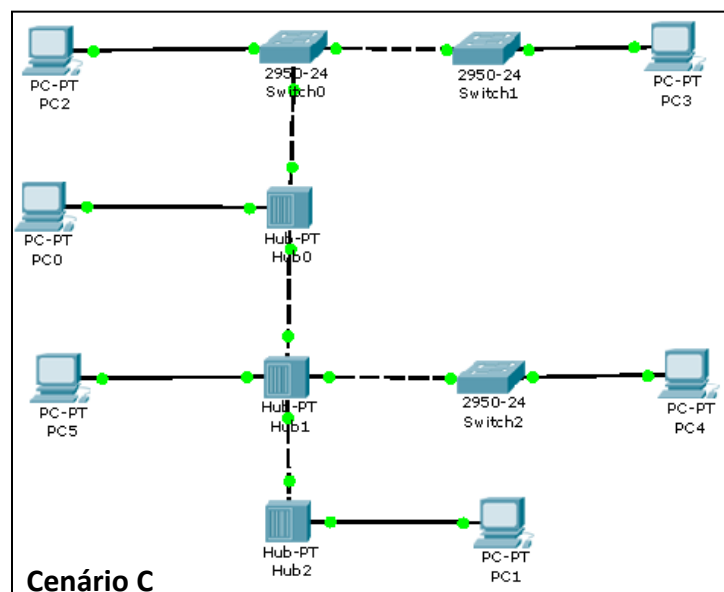 PC-PT
PC2
2950-24
Switch0
2950-24
Switch1
PC-PT
PC3
PC-PT
PC0
Hub-PT
Hub0
PC-PT
PC5
Hub-PT
Hub1
2950-24
Switch2
PC-PT
PC4
Hub-PT
Hub2
PC-PT
PC1
Cenário C